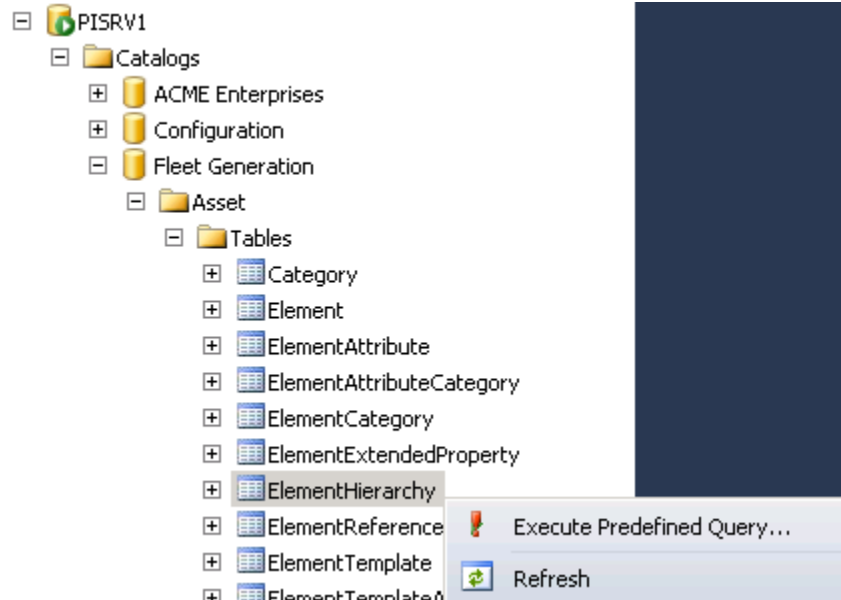 PISRV1
Catalogs
ACME Enterprises
Configuration
Fleet Generation
Asset
Tables
Category
Element
ElementAttribute
ElementAttributeCategory
ElementCategory
ElementExtendedProperty
ElementHierarchy
ElementReference
Execute Predefined Query...
ElementTemplate
Refresh